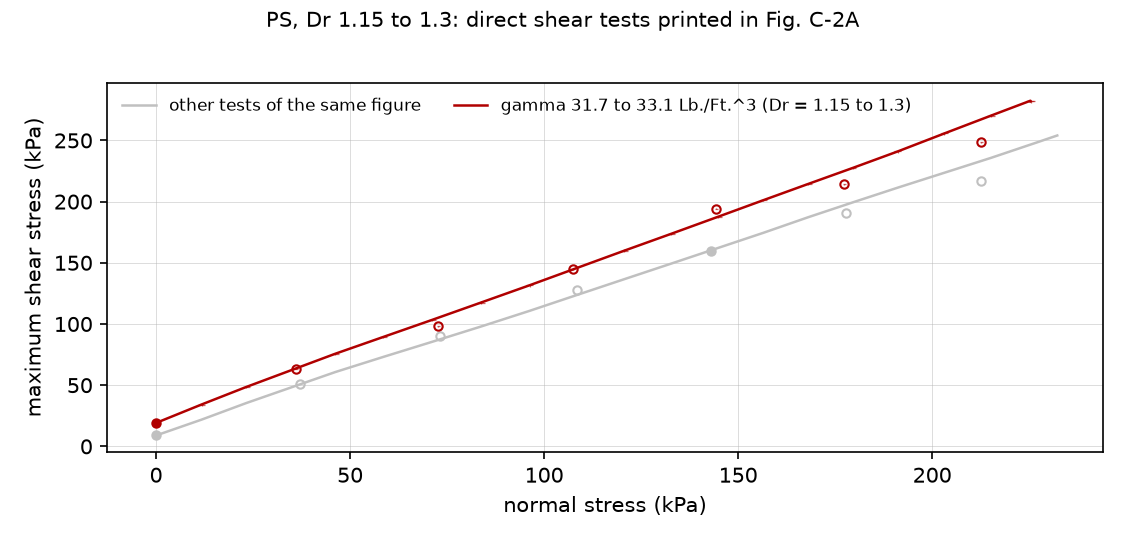 PS, Dr 1.15 to 1.3: direct shear tests printed in Fig. C-2A
other tests of the same figure
gamma 31.7 to 33.1 Lb./Ft.^3 (Dr = 1.15 to 1.3)
maximum shear stress (kPa)
250
200
150
100
50
0
0 50 100 150 200
normal stress (kPa)